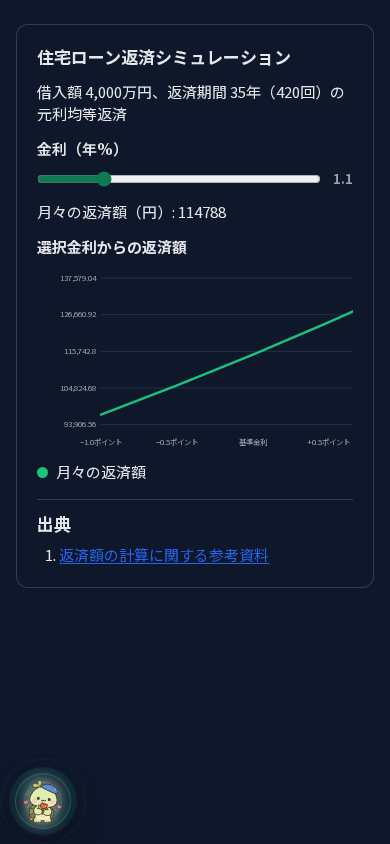 住宅ローン返済シミュレーション
借入額 4,000万円、返済期間 35年（420回）の
元利均等返済
金利（年%）
1.1
月々の返済額（円）: 114788
選択金利からの返済額
137,579.04
126,660.92
115,742.8
104,824.68
93,906.56
−1.0ポイント −0.5ポイント 基準金利 +0.5ポイント
月々の返済額
出典
1. 返済額の計算に関する参考資料